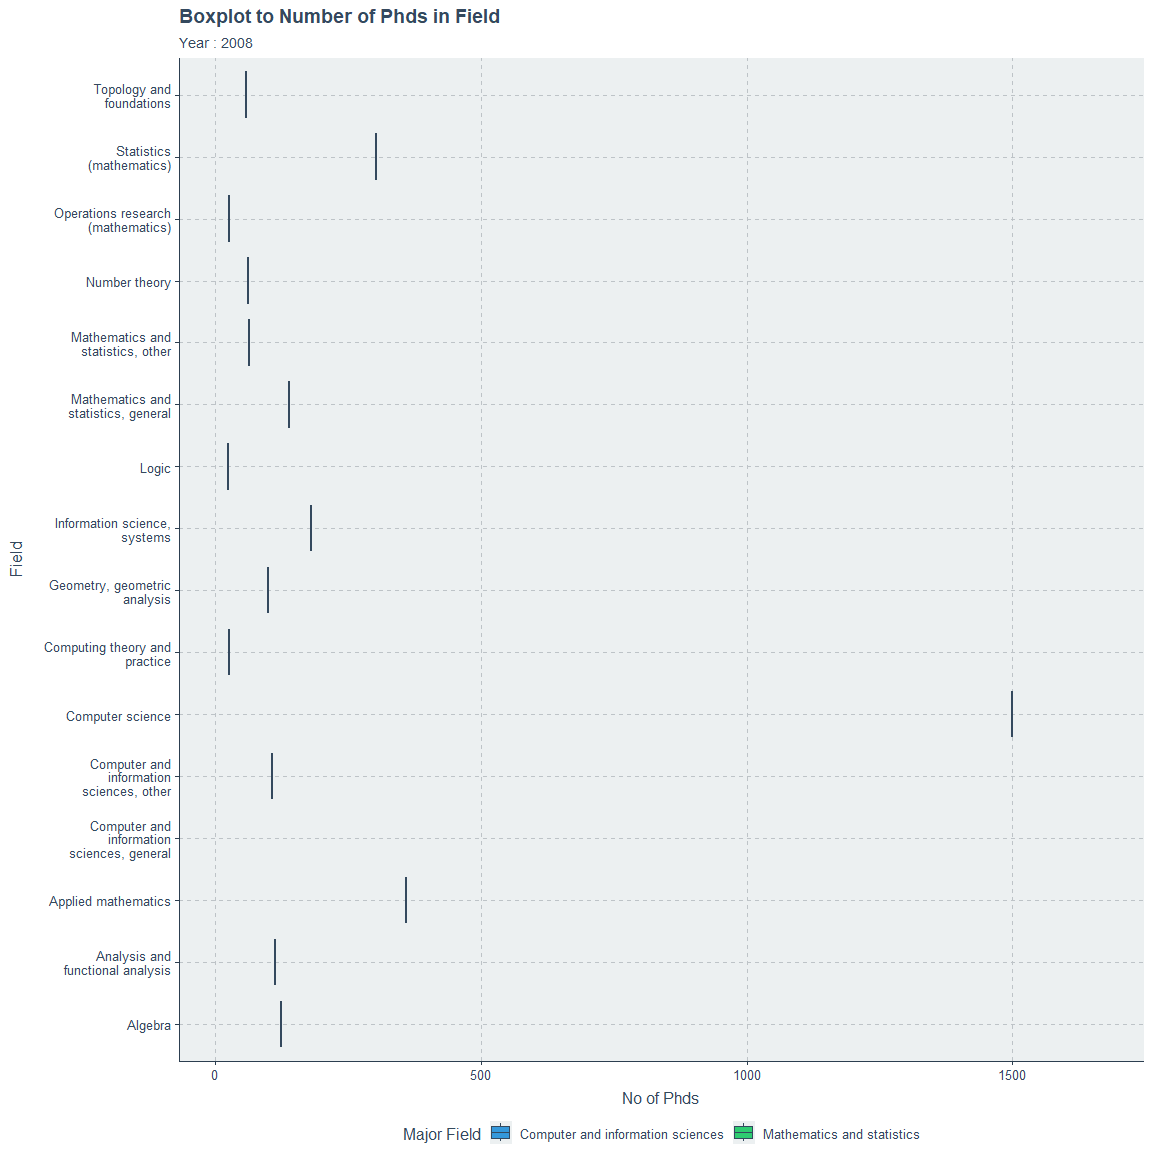 Boxplot to Number of Phds in Field
Year : 2008
Topology and
foundations
Statistics
(mathematics)
Operations research
(mathematics)
Number theory
Mathematics and
statistics, other
Mathematics and
statistics, general
Logic
Information science,
systems
Geometry, geometric
analysis
Computing theory and
practice
Computer science
Computer and
information
sciences, other
Computer and
information
sciences, general
Applied mathematics
Analysis and
functional analysis
Algebra
Field
0 500 1000 1500
No of Phds
Major Field Computer and information sciences Mathematics and statistics